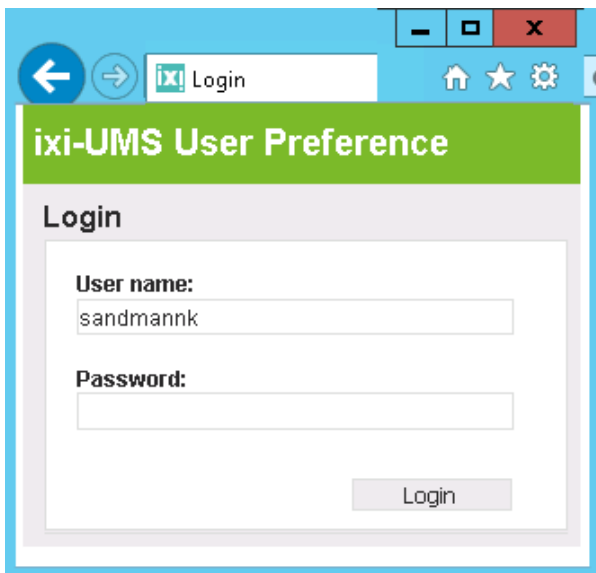 x
ixi Login
ixi-UMS User Preference
Login
User name:
sandmannk
Password:
Login